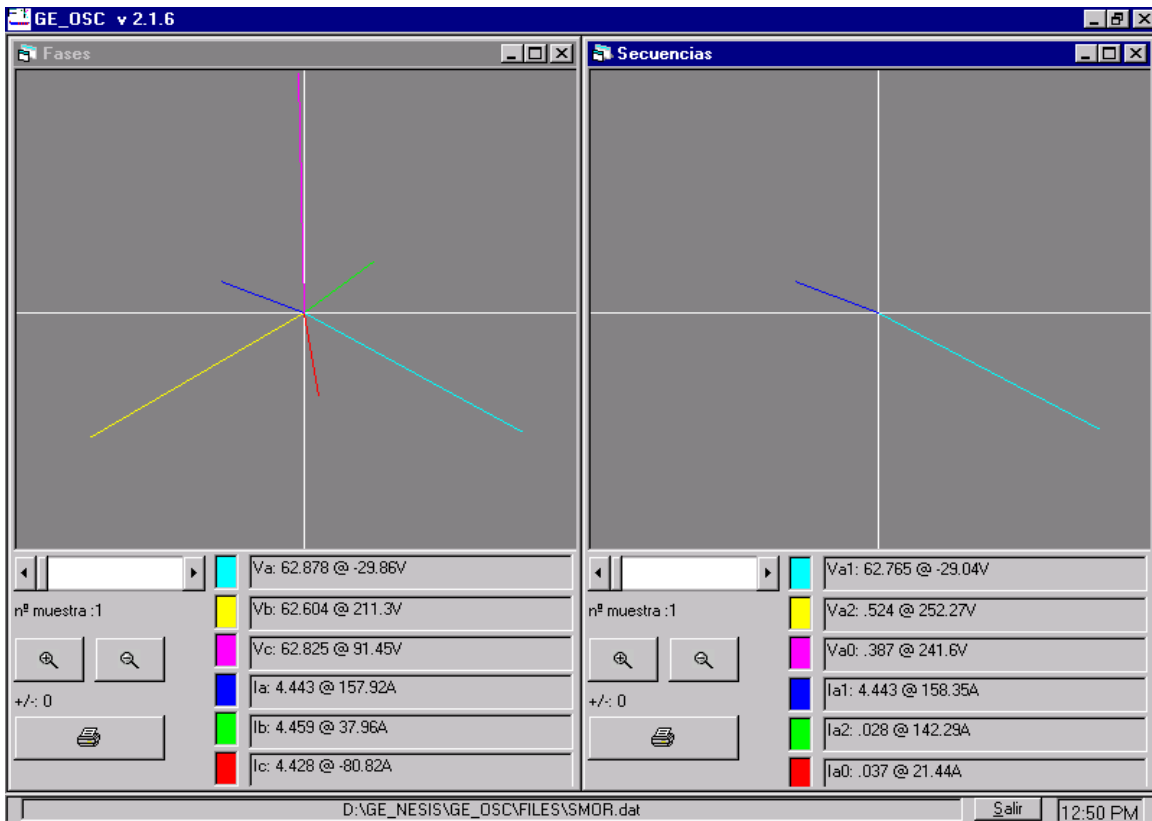 GE_OSC v 2.1.6
Fases
Va: 62.878 @ -29.86V
Vb: 62.604 @ 211.3V
nº muestra :1
Vc: 62.825 @ 91.45V
Ia: 4.443 @ 157.92A
+/-: 0
Ib: 4.459 @ 37.96A
Ic: 4.428 @ -80.82A
Secuencias
Va1: 62.765 @ -29.04V
Va2: .524 @ 252.27V
nº muestra :1
Va0: .387 @ 241.6V
Ia1: 4.443 @ 158.35A
+/-: 0
Ia2: .028 @ 142.29A
Ia0: .037 @ 21.44A
D:\GE_NESIS\GE_OSC\FILES\SMOR.dat
Salir
12:50 PM